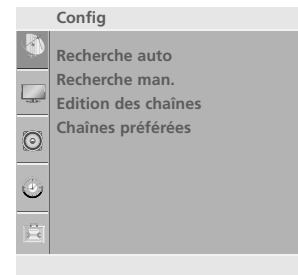 Config
Recherche auto
Recherche man.
Edition des chaînes
Chaînes préférées